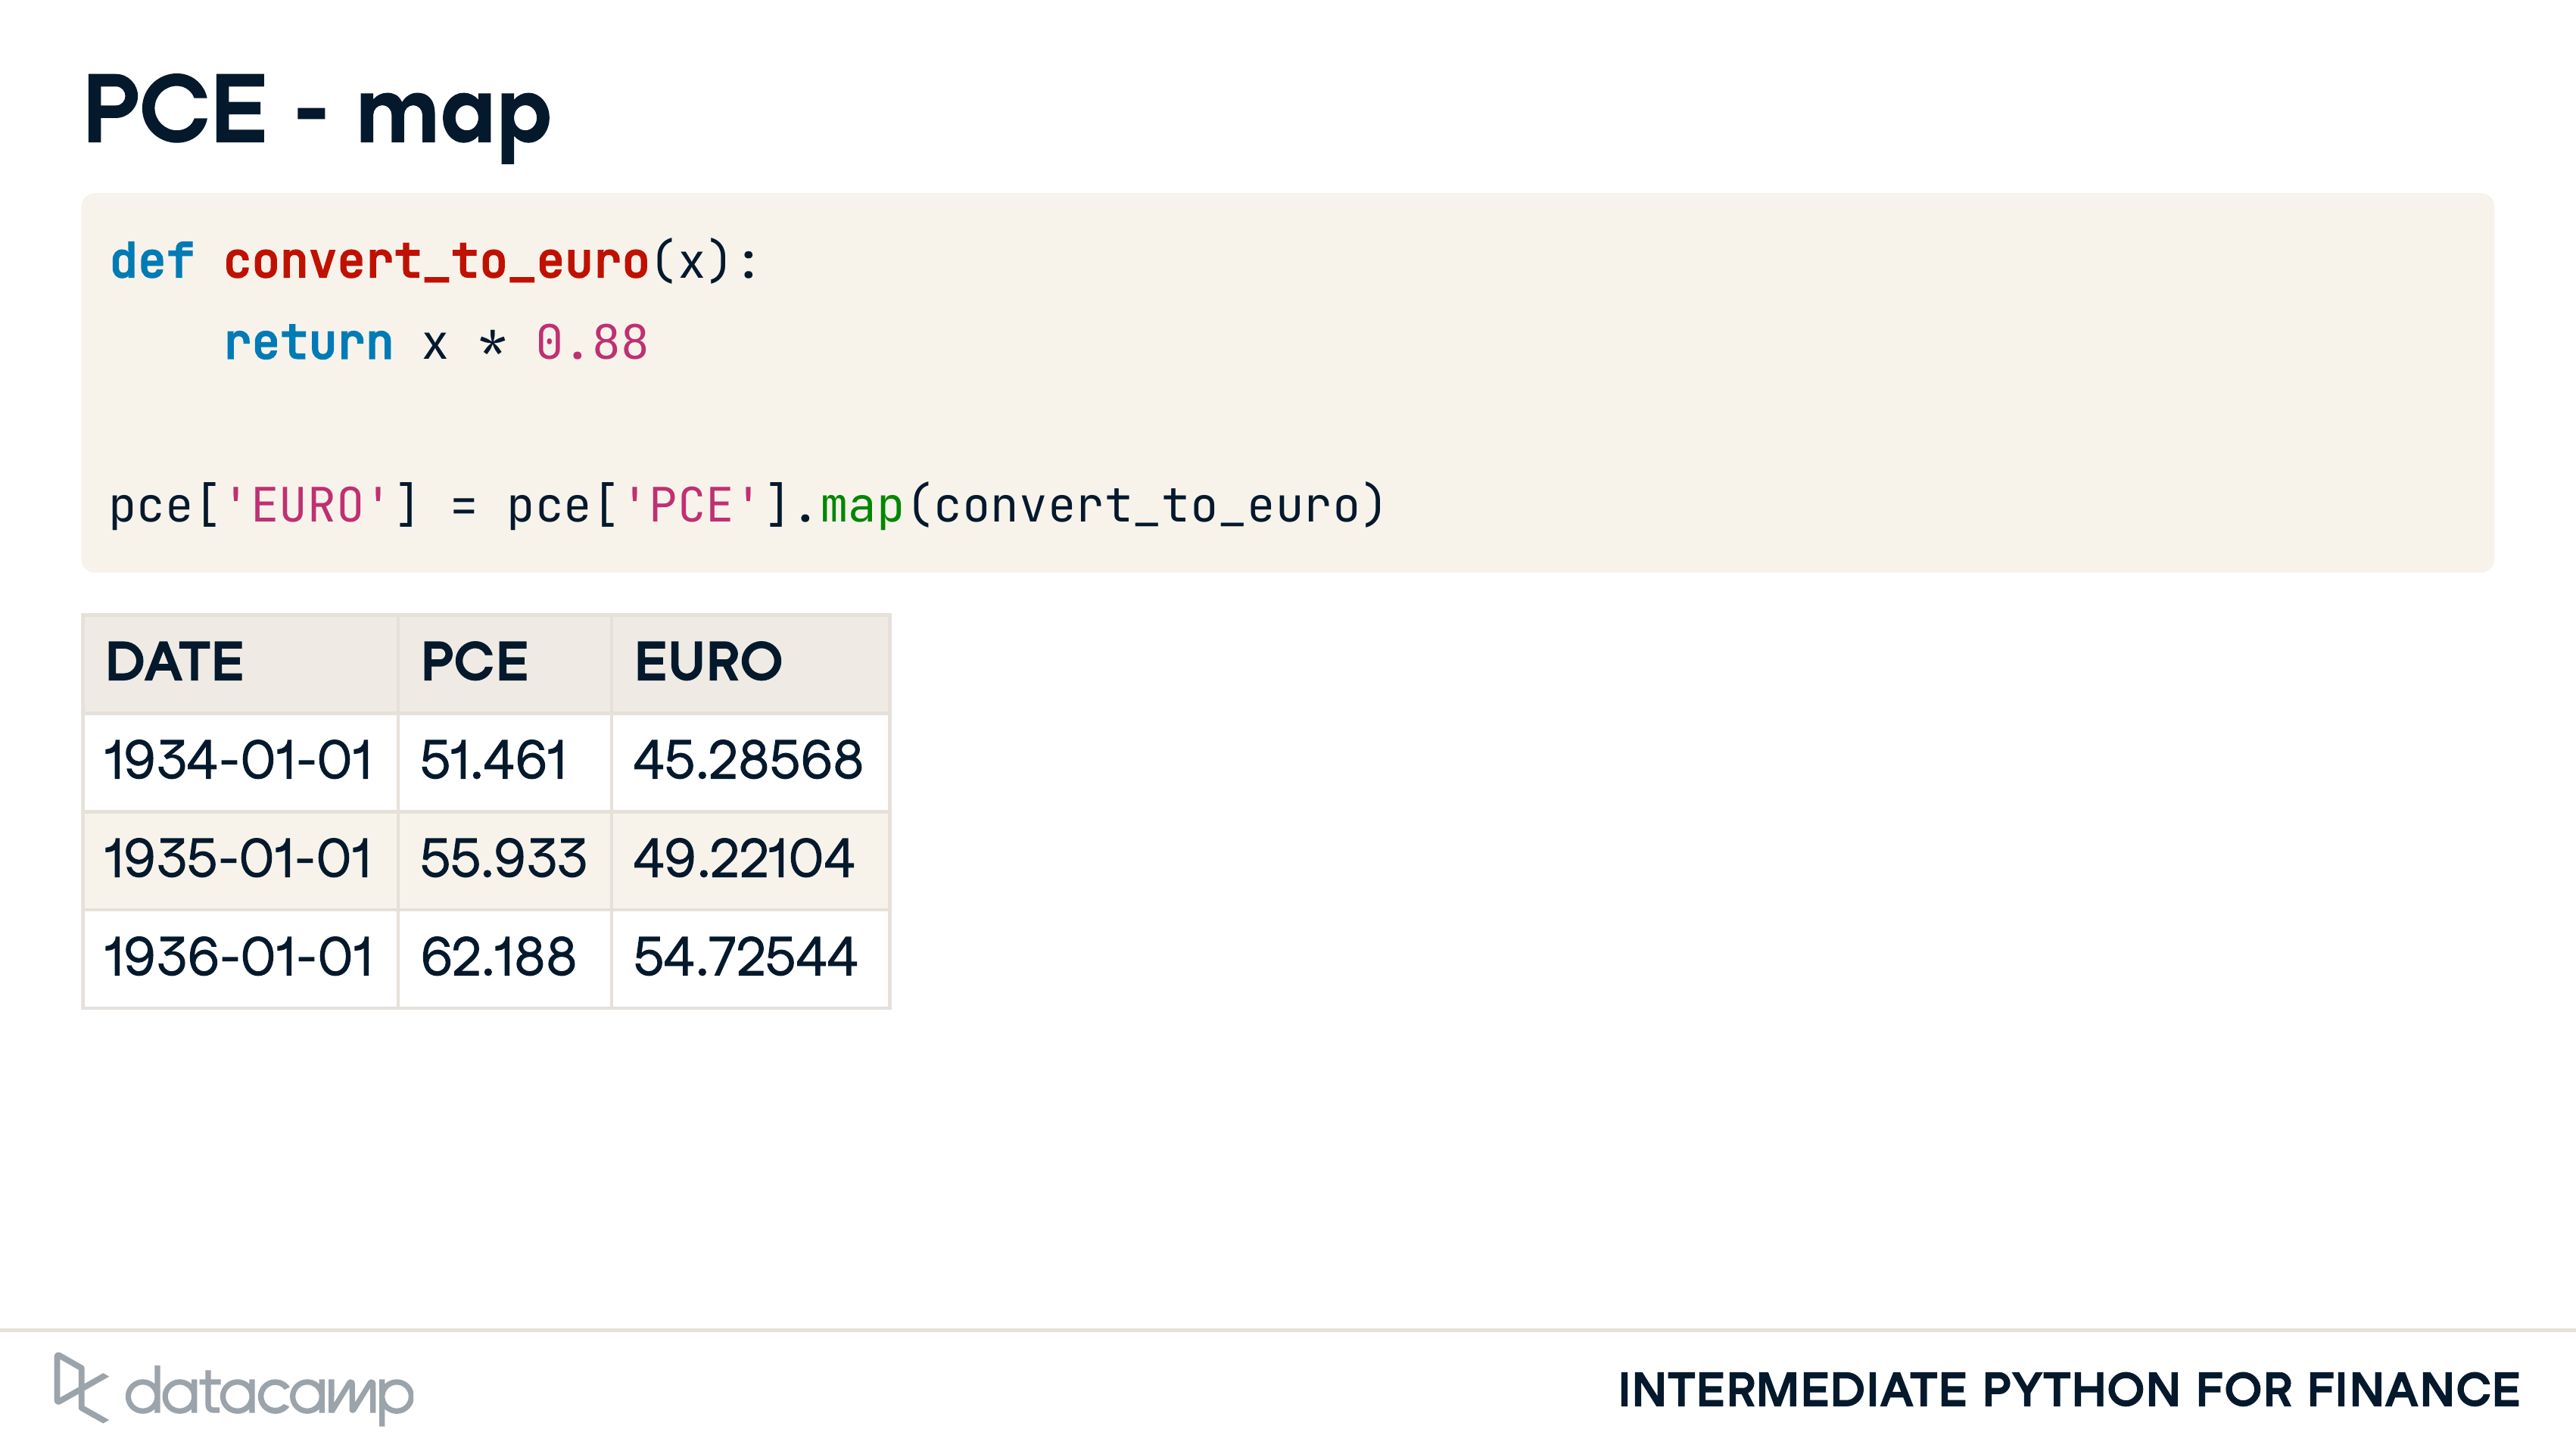 PCE - map
def convert_to_euro(x):
    return x * 0.88
pce['EURO'] = pce['PCE'].map(convert_to_euro)
DATE PCE EURO
1934-01-01 51.461 45.28568
1935-01-01 55.933 49.22104
1936-01-01 62.188 54.72544
datacamp
INTERMEDIATE PYTHON FOR FINANCE